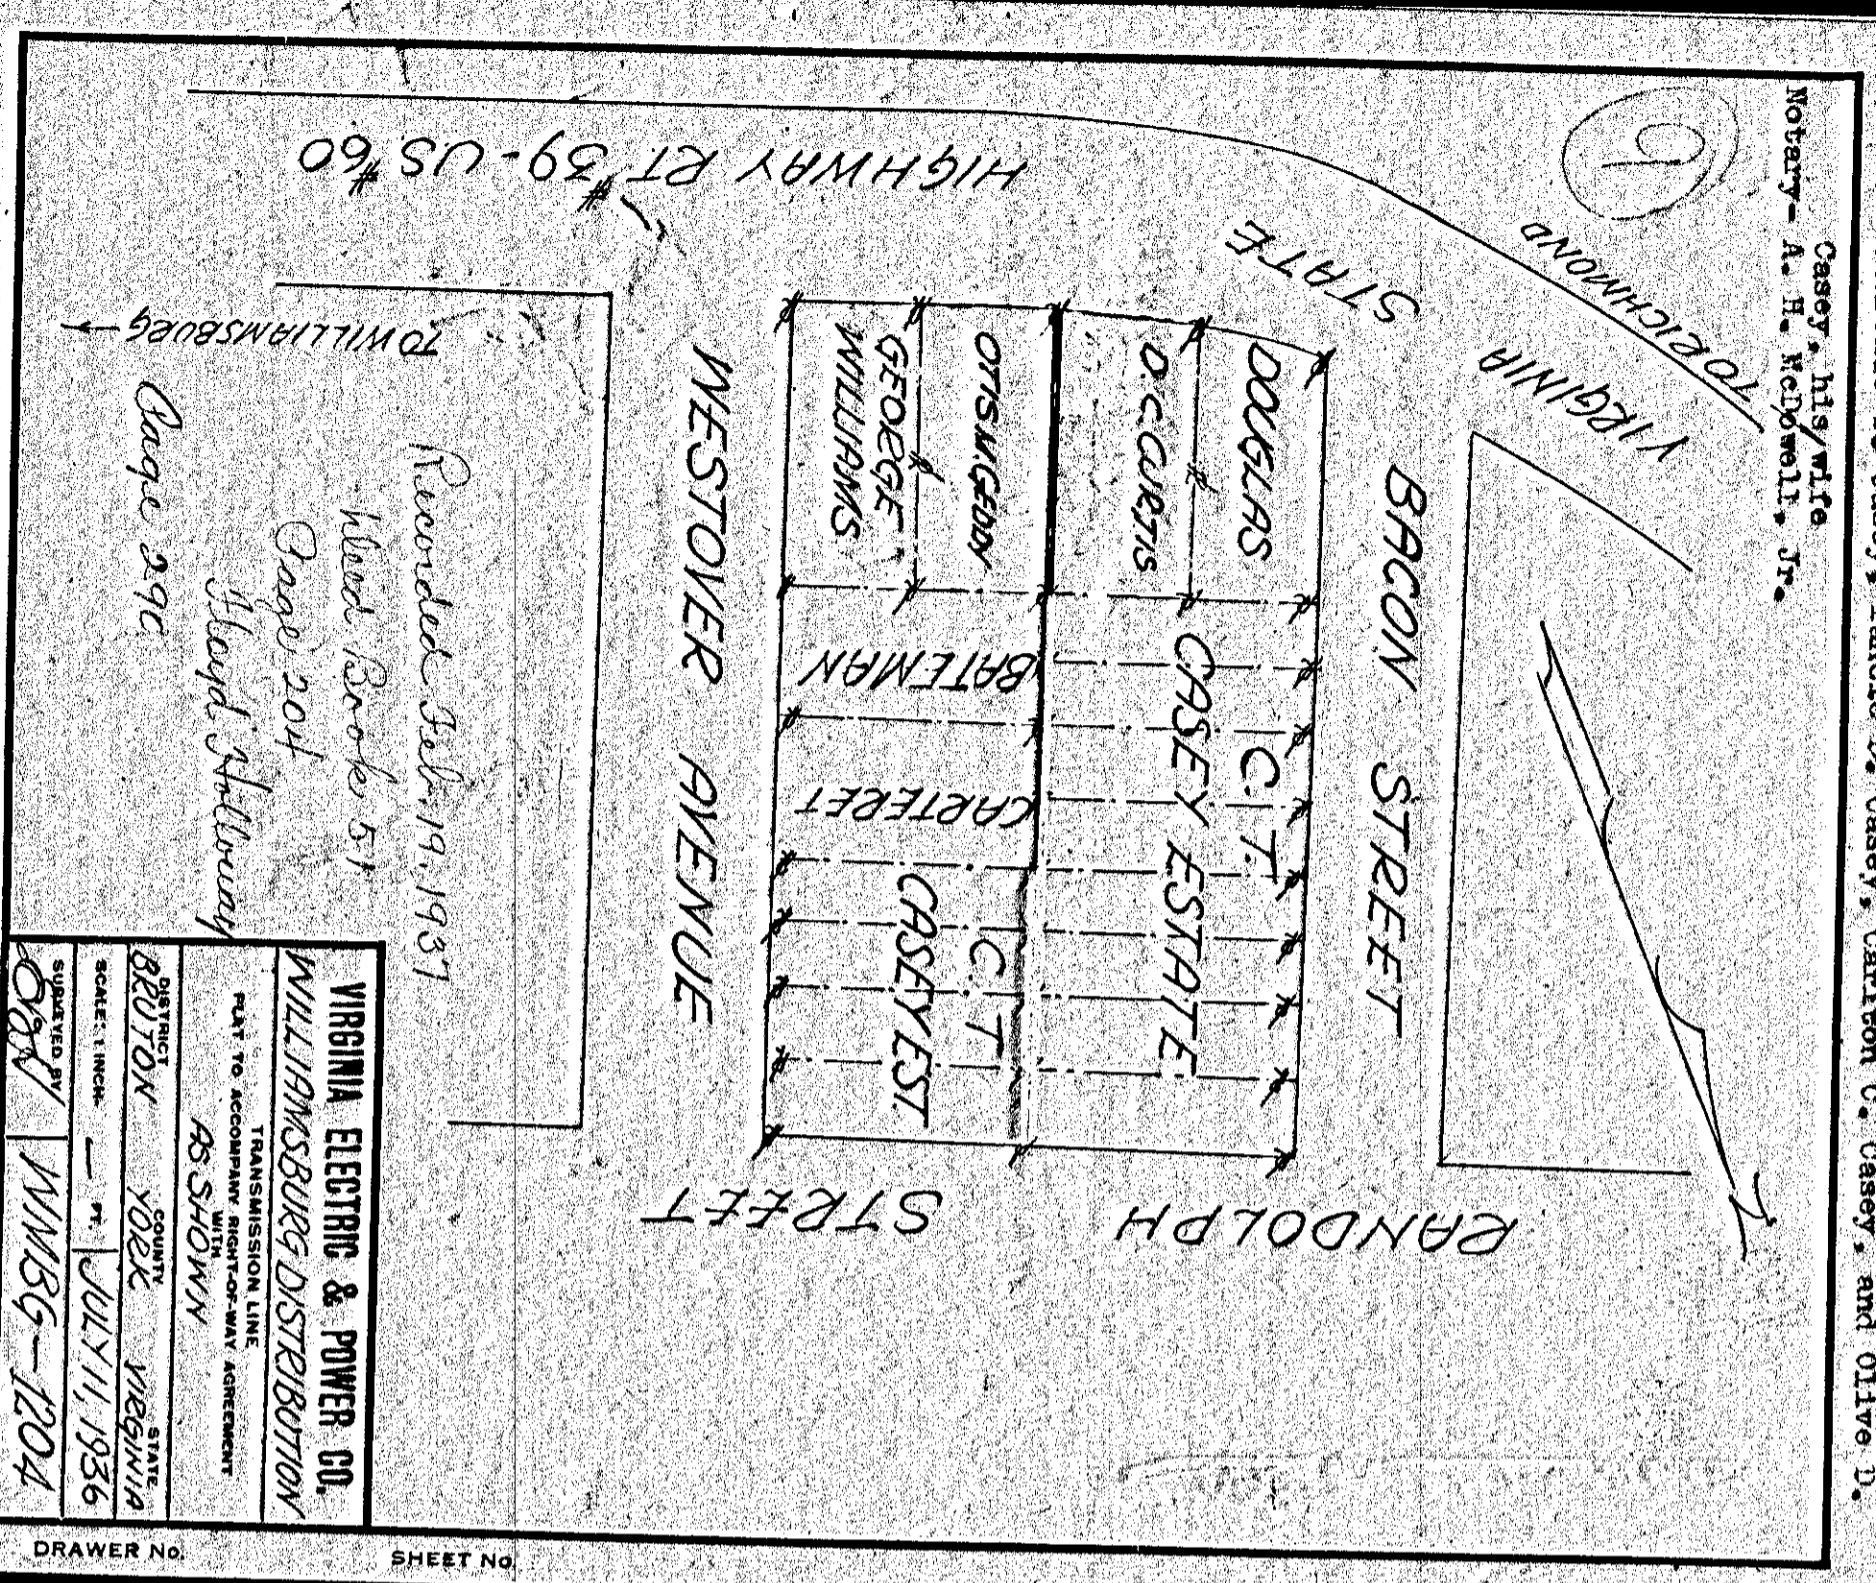 Casey, Carlton C. Casey, and Olive D.
Casey, his/wife
Notary- A. H. McDowell, Jr.
9
TO RICHMOND
VIRGINIA
STATE
HIGHWAY RT. #39 - US #60
TO WILLIAMSBURG
BACON STREET
DOUGLAS
O.C. CURTIS
OTIS M. GEDDY
GEORGE
WILLIAMS
C. T.
CASEY ESTATE
BATEMAN
CARTERET
C. T.
CASEY EST.
WESTOVER AVENUE
RANDOLPH
STREET
Recorded Feb. 19, 1937
Deed Book 51
Page 204
Floyd Holloway
Page 290
VIRGINIA ELECTRIC & POWER CO.
WILLIAMSBURG DISTRIBUTION
TRANSMISSION LINE
PLAT TO ACCOMPANY RIGHT-OF-WAY AGREEMENT
WITH
AS SHOWN
DISTRICT COUNTY STATE
BRUTON YORK VIRGINIA
SCALE: 1 INCH — FT. JULY 11, 1936
SURVEYED BY
WMBG-1204
DRAWER No.
SHEET No.